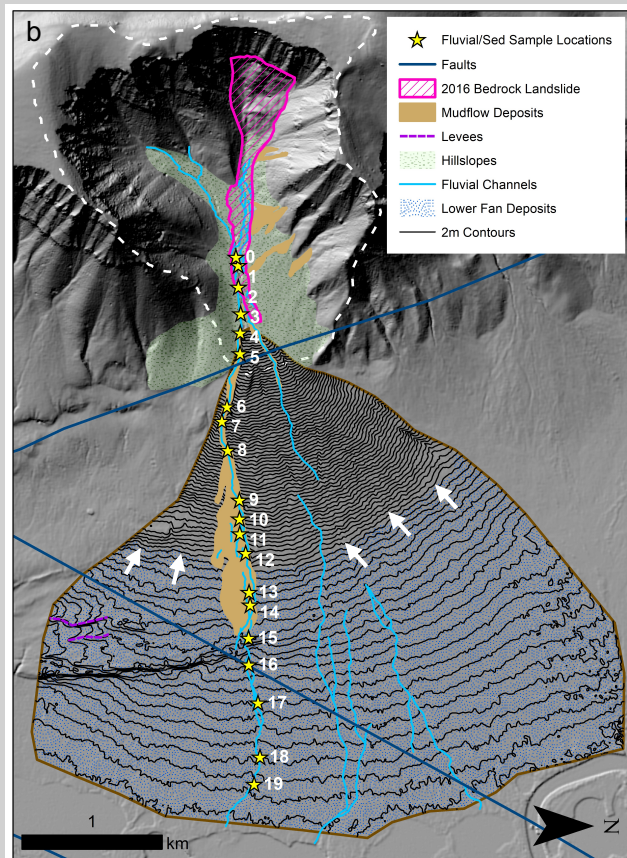 b
Fluvial/Sed Sample Locations
Faults
2016 Bedrock Landslide
Mudflow Deposits
Levees
Hillslopes
Fluvial Channels
Lower Fan Deposits
2m Contours
0
1
2
3
4
5
6
7
8
9
10
11
12
13
14
15
16
17
18
19
1
km
N